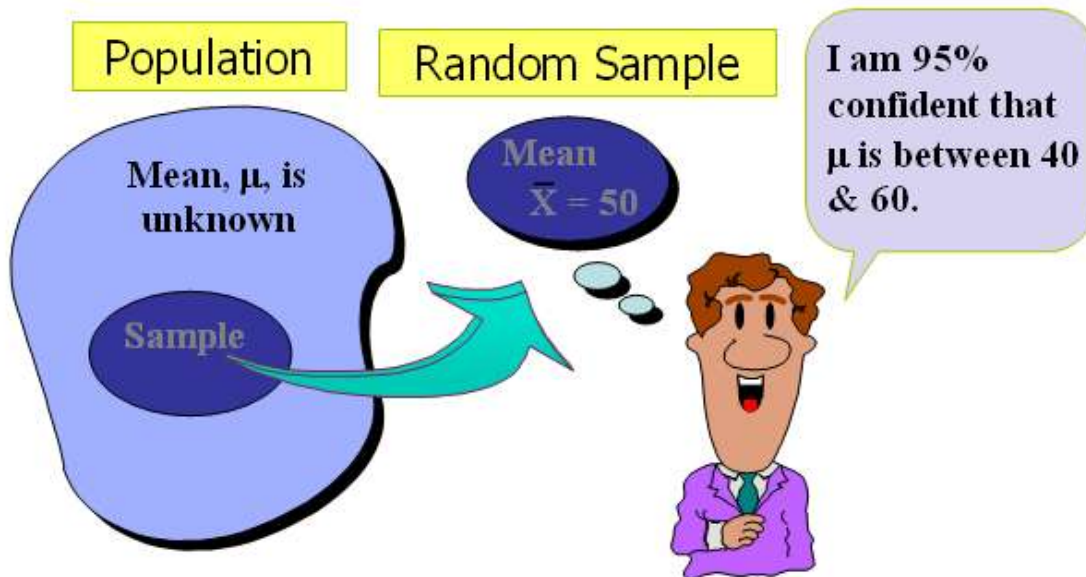 Population
Mean, μ, is
unknown
Sample
Random Sample
Mean
X̅ = 50
I am 95%
confident that
μ is between 40
& 60.